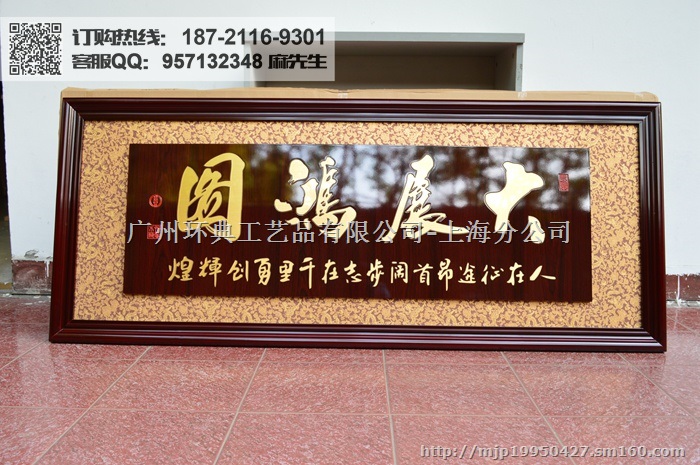 订购热线：187-2116-9301
客服QQ：957132348 麻先生
大展鸿图
广州环典工艺品有限公司-上海分公司
人在征途昂首阔步志在千里勇创辉煌
http://mjp19950427.sm160.com/